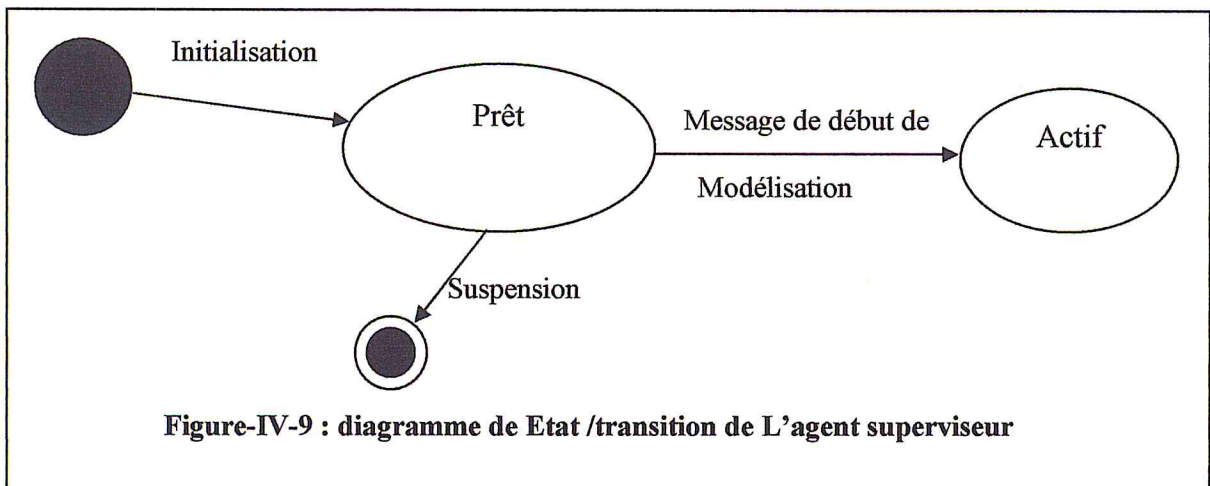 Initialisation
Prêt
Message de début de
Modélisation
Actif
Suspension
Figure-IV-9 : diagramme de Etat /transition de L'agent superviseur